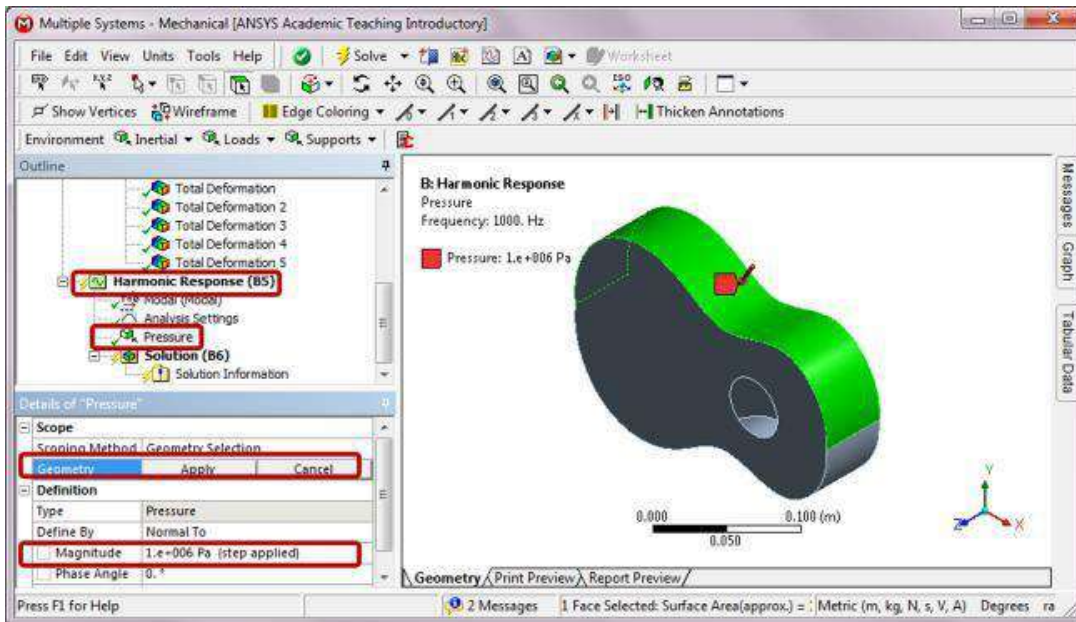 Multiple Systems - Mechanical [ANSYS Academic Teaching Introductory]
File Edit View Units Tools Help Solve Worksheet
Show Vertices Wireframe Edge Coloring Thicken Annotations
Environment Inertial Loads Supports
Outline
Total Deformation
Total Deformation 2
Total Deformation 3
Total Deformation 4
Total Deformation 5
Harmonic Response (B5)
Modal (Modal)
Analysis Settings
Pressure
Solution (B6)
Solution Information
Details of "Pressure"
Scope
Scoping Method Geometry Selection
Geometry Apply Cancel
Definition
Type Pressure
Define By Normal To
Magnitude 1.e+006 Pa (step applied)
Phase Angle 0. °
B: Harmonic Response
Pressure
Frequency: 1000. Hz
Pressure: 1.e+006 Pa
0.000 0.100 (m)
0.050
Y
Z X
Geometry Print Preview Report Preview
Messages
Graph
Tabular Data
Press F1 for Help 2 Messages 1 Face Selected: Surface Area(approx.) = Metric (m, kg, N, s, V, A) Degrees ra